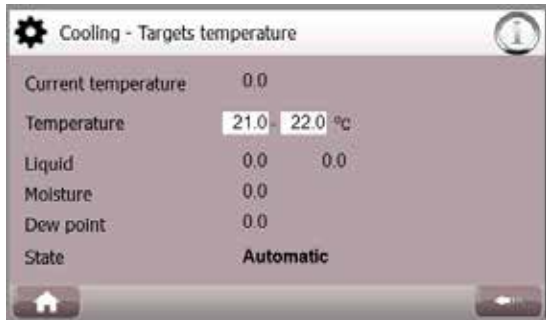 Cooling - Targets temperature
Current temperature 0.0
Temperature 21.0 - 22.0 °C
Liquid 0.0 0.0
Moisture 0.0
Dew point 0.0
State Automatic